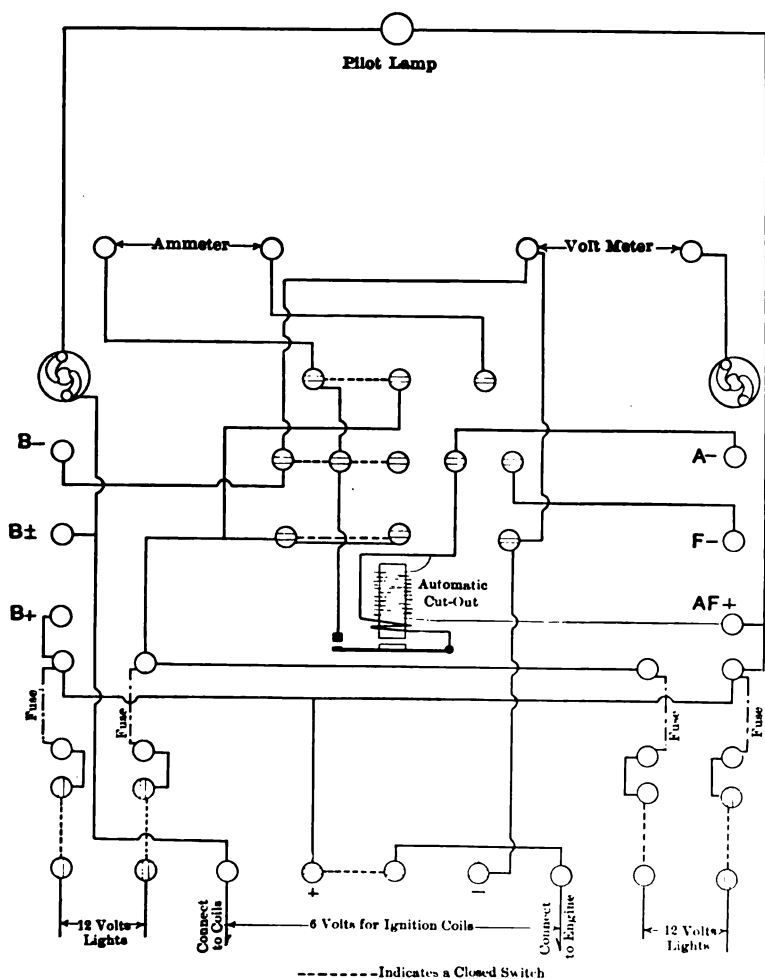 Pilot Lamp
Ammeter
Volt Meter
B-
A-
B±
F-
Automatic
Cut-Out
B+
AF+
Fuse
Fuse
Fuse
Fuse
+
-
12 Volts
Lights
Connect
to Coils
6 Volts for Ignition Coils
Connect
to Engine
12 Volts
Lights
Indicates a Closed Switch